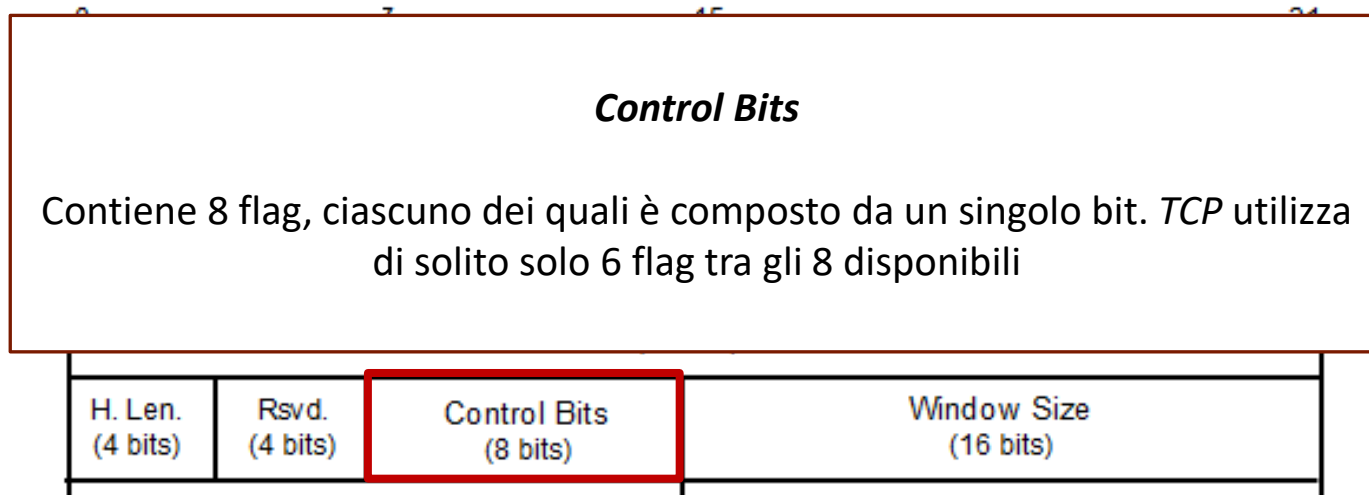 Control Bits
Contiene 8 flag, ciascuno dei quali è composto da un singolo bit. TCP utilizza
di solito solo 6 flag tra gli 8 disponibili
H. Len.
(4 bits)
Rsvd.
(4 bits)
Control Bits
(8 bits)
Window Size
(16 bits)